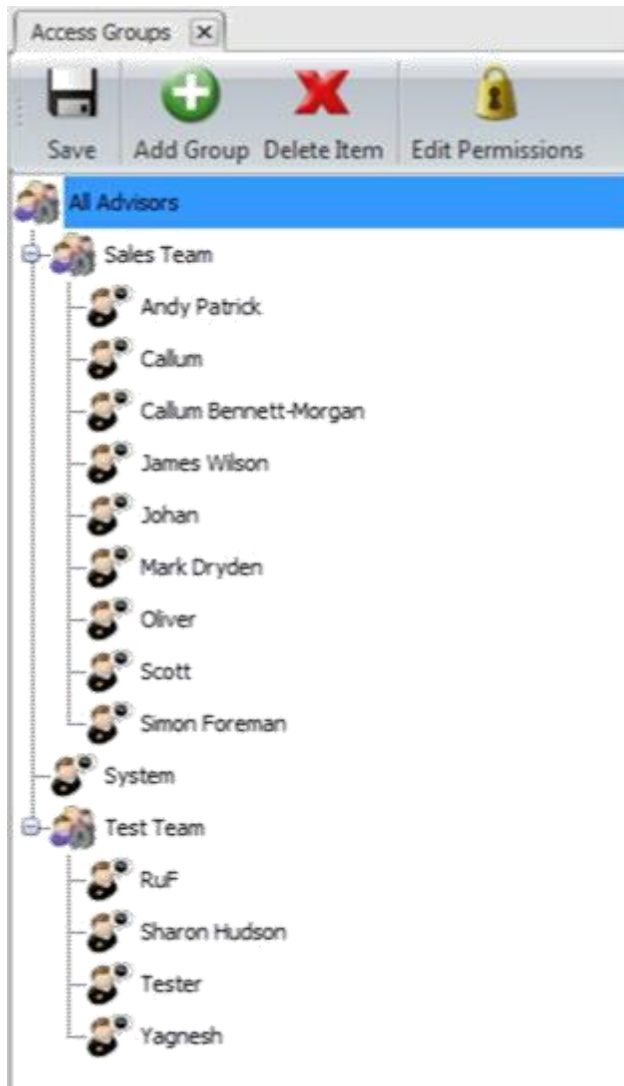 Access Groups
Save Add Group Delete Item Edit Permissions
All Advisors
Sales Team
Andy Patrick
Callum
Callum Bennett-Morgan
James Wilson
Johan
Mark Dryden
Oliver
Scott
Simon Foreman
System
Test Team
RuF
Sharon Hudson
Tester
Yagnesh